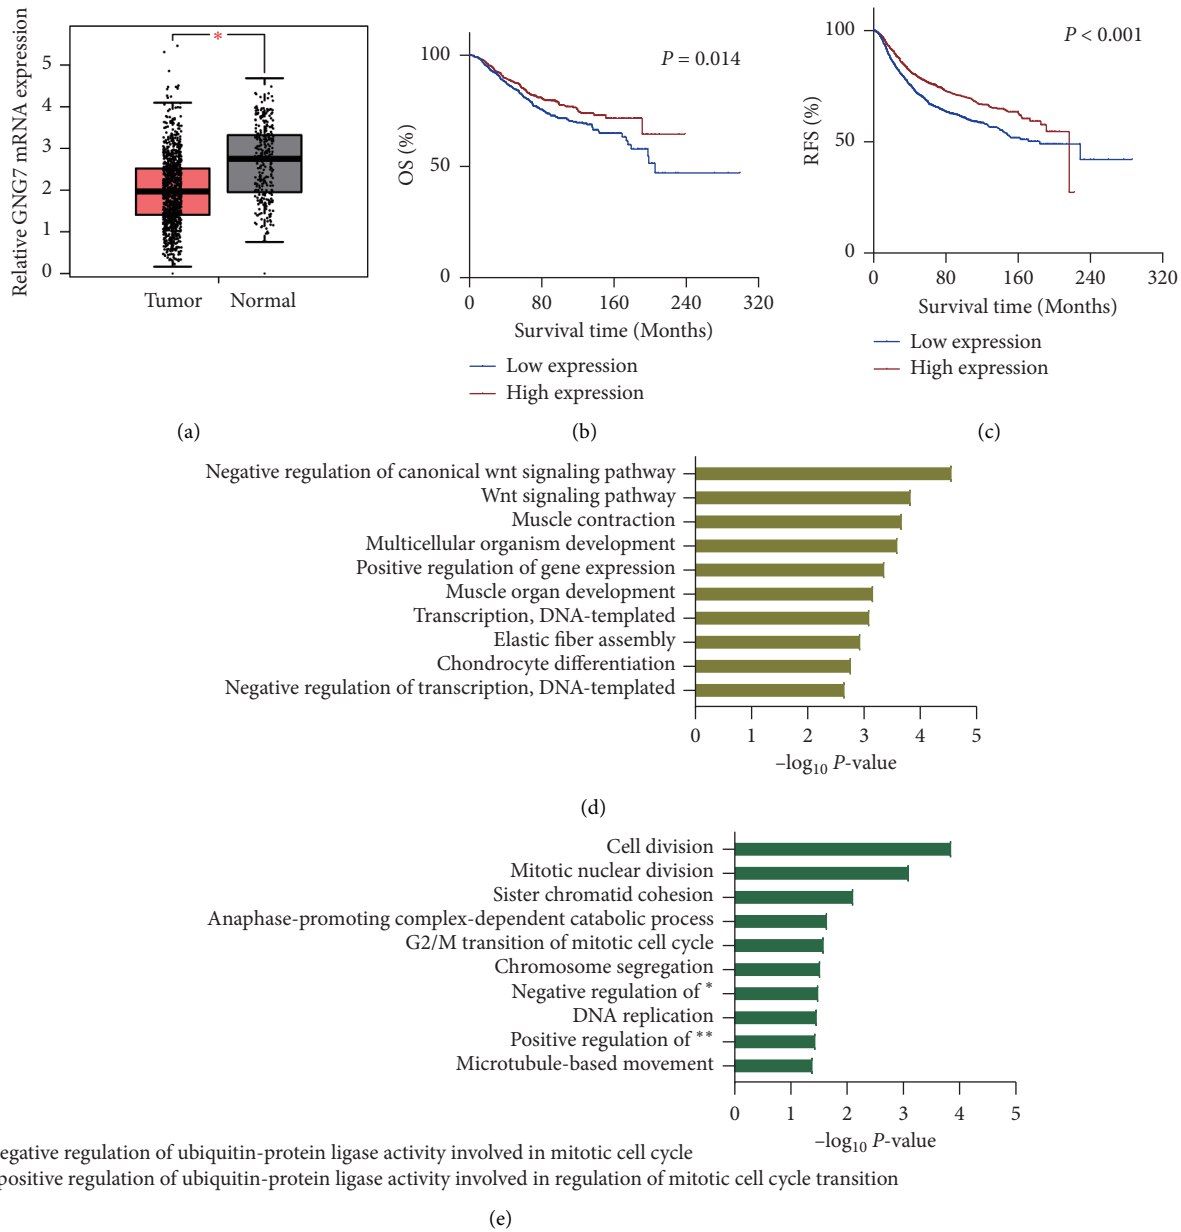 Relative GNG7 mRNA expression
5
4
3
2
1
0
*
Tumor
Normal
(a)
OS (%)
100
50
0
P = 0.014
0
80
160
240
320
Survival time (Months)
Low expression
High expression
(b)
RFS (%)
100
50
0
P < 0.001
0
80
160
240
320
Survival time (Months)
Low expression
High expression
(c)
Negative regulation of canonical wnt signaling pathway
Wnt signaling pathway
Muscle contraction
Multicellular organism development
Positive regulation of gene expression
Muscle organ development
Transcription, DNA-templated
Elastic fiber assembly
Chondrocyte differentiation
Negative regulation of transcription, DNA-templated
0
1
2
3
4
5
–log10 P-value
(d)
Cell division
Mitotic nuclear division
Sister chromatid cohesion
Anaphase-promoting complex-dependent catabolic process
G2/M transition of mitotic cell cycle
Chromosome segregation
Negative regulation of *
DNA replication
Positive regulation of **
Microtubule-based movement
0
1
2
3
4
5
–log10 P-value
egative regulation of ubiquitin-protein ligase activity involved in mitotic cell cycle
positive regulation of ubiquitin-protein ligase activity involved in regulation of mitotic cell cycle transition
(e)